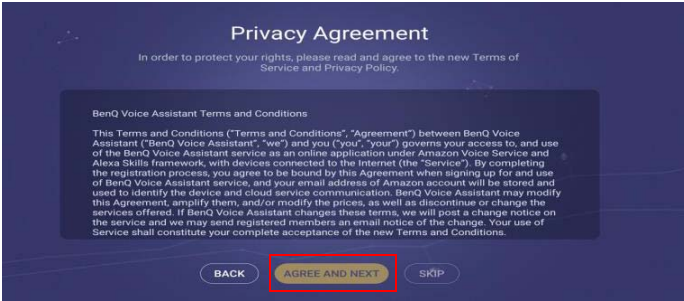 Privacy Agreement
In order to protect your rights, please read and agree to the new Terms of
Service and Privacy Policy.
BenQ Voice Assistant Terms and Conditions
This Terms and Conditions ("Terms and Conditions", "Agreement") between BenQ Voice
Assistant ("BenQ Voice Assistant", "we") and you ("you", "your") governs your access to, and use
of the BenQ Voice Assistant service as an online application under Amazon Voice Service and
Alexa Skills framework, with devices connected to the Internet (the "Service"). By completing
the registration process, you agree to be bound by this Agreement when signing up for and use
of BenQ Voice Assistant service, and your email address of Amazon account will be stored and
used to identify the device and cloud service communication. BenQ Voice Assistant may modify
this Agreement, amplify them, and/or modify the prices, as well as discontinue or change the
services offered. If BenQ Voice Assistant changes these terms, we will post a change notice on
the service and we may send registered members an email notice of the change. Your use of
Service shall constitute your complete acceptance of the new Terms and Conditions.
BACK AGREE AND NEXT SKIP